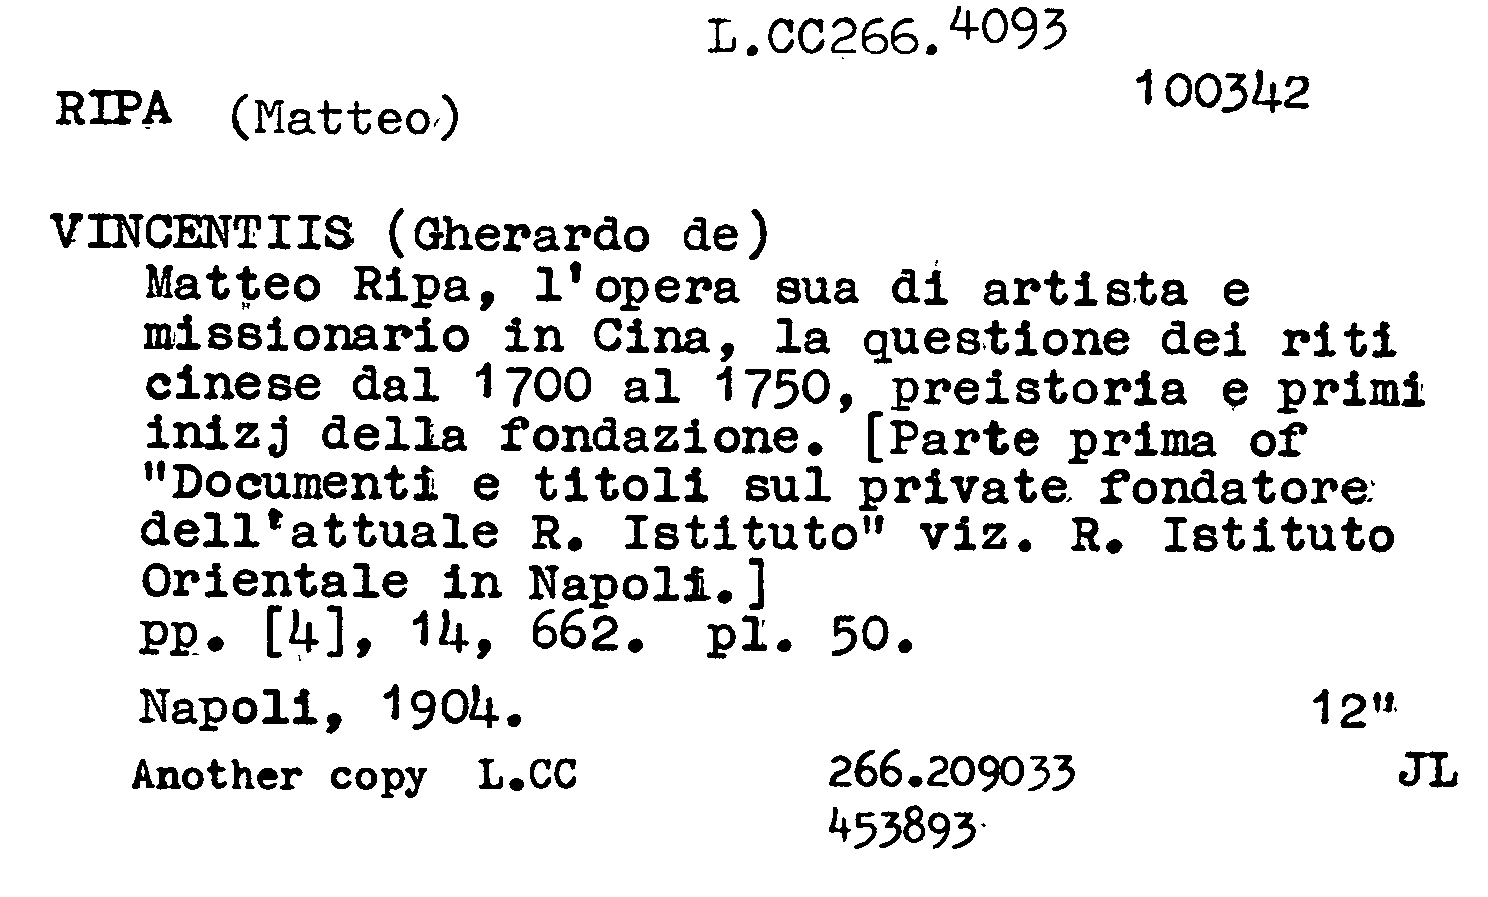 L.CC266.4093
100342
RIPA (Matteo)
VINCENTIIS (Gherardo de)
Matteo Ripa, l'opera sua di artista e
missionario in Cina, la questione dei riti
cinese dal 1700 al 1750, preistoria e primi
inizj della fondazione. [Parte prima of
"Documenti e titoli sul private fondatore
dell'attuale R. Istituto" viz. R. Istituto
Orientale in Napoli.]
pp. [4], 14, 662. pl. 50.
Napoli, 1904. 12"
Another copy L.CC 266.209033 JL
453893